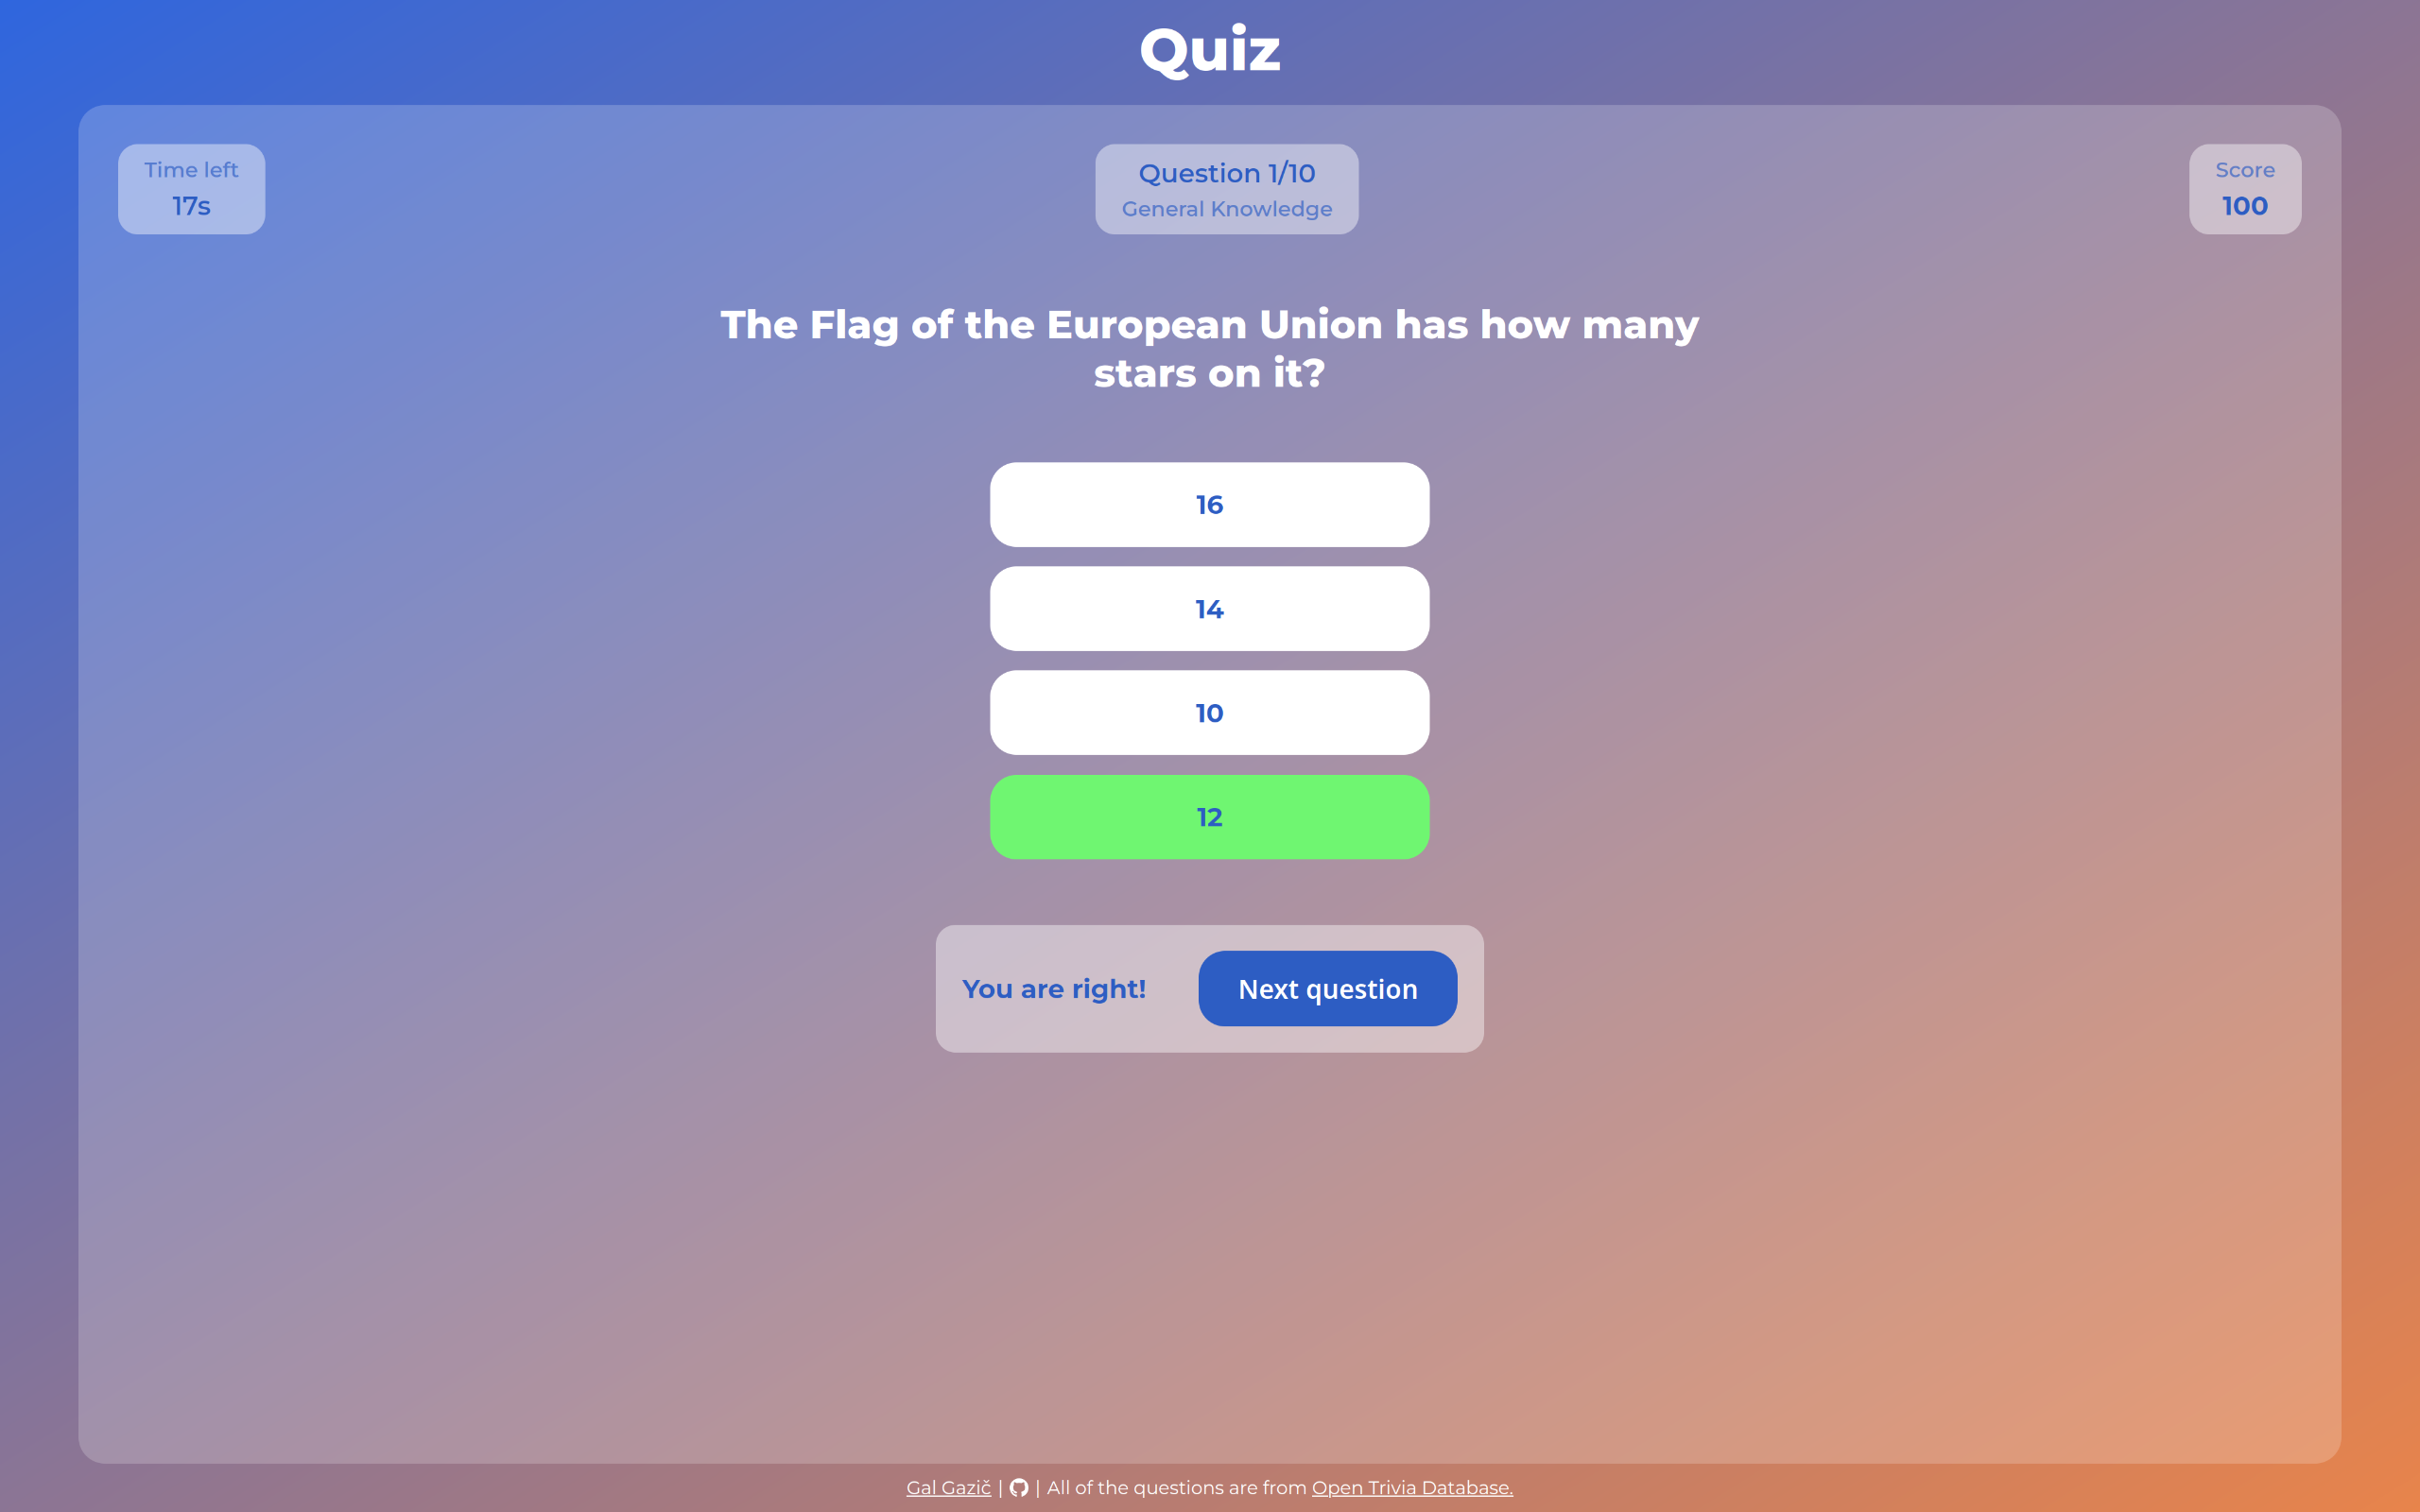 Quiz
Time left
17s
Question 1/10
General Knowledge
Score
100
The Flag of the European Union has how many
stars on it?
16
14
10
12
You are right!
Next question
Gal Gazič | | All of the questions are from Open Trivia Database.